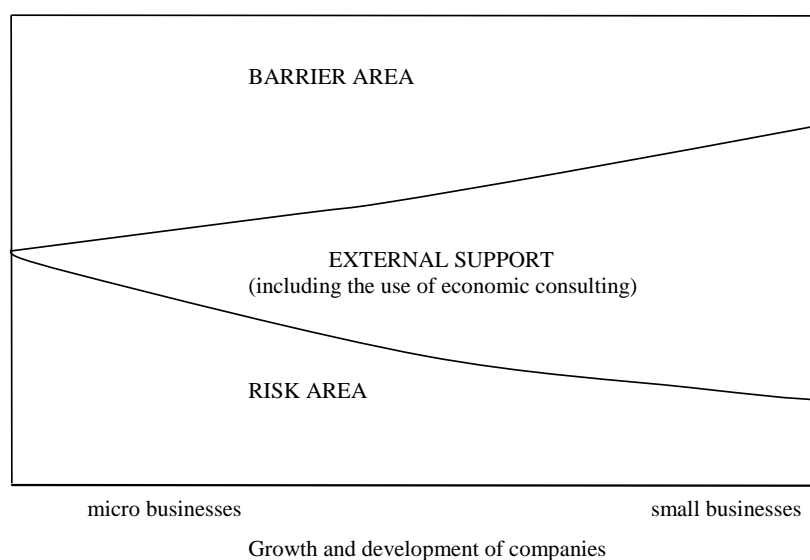 BARRIER AREA
EXTERNAL SUPPORT
(including the use of economic consulting)
RISK AREA
micro businesses
small businesses
Growth and development of companies